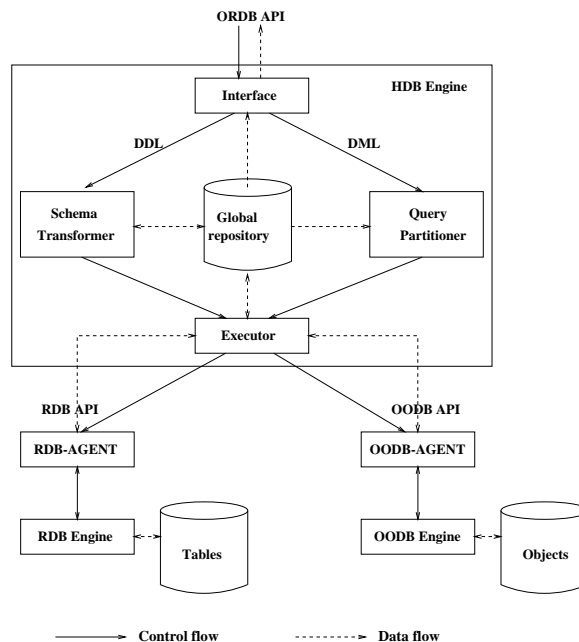 ORDB API
HDB Engine
Interface
DDL
DML
Schema
Transformer
Global
repository
Query
Partitioner
Executor
RDB API
OODB API
RDB-AGENT
OODB-AGENT
RDB Engine
Tables
OODB Engine
Objects
Control flow
Data flow